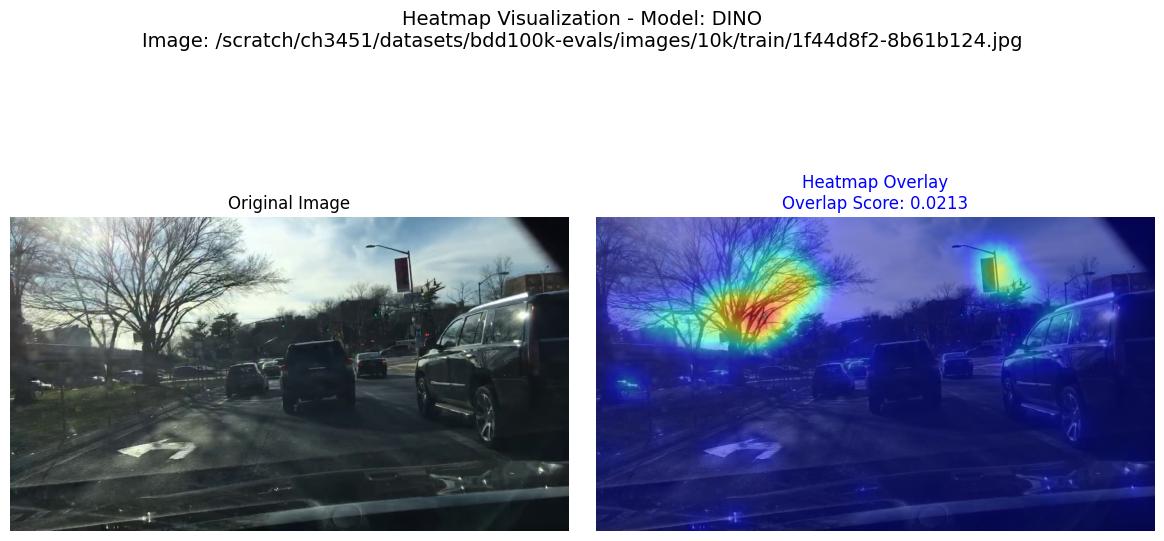 Heatmap Visualization - Model: DINO
Image: /scratch/ch3451/datasets/bdd100k-evals/images/10k/train/1f44d8f2-8b61b124.jpg
Original Image
Heatmap Overlay
Overlap Score: 0.0213